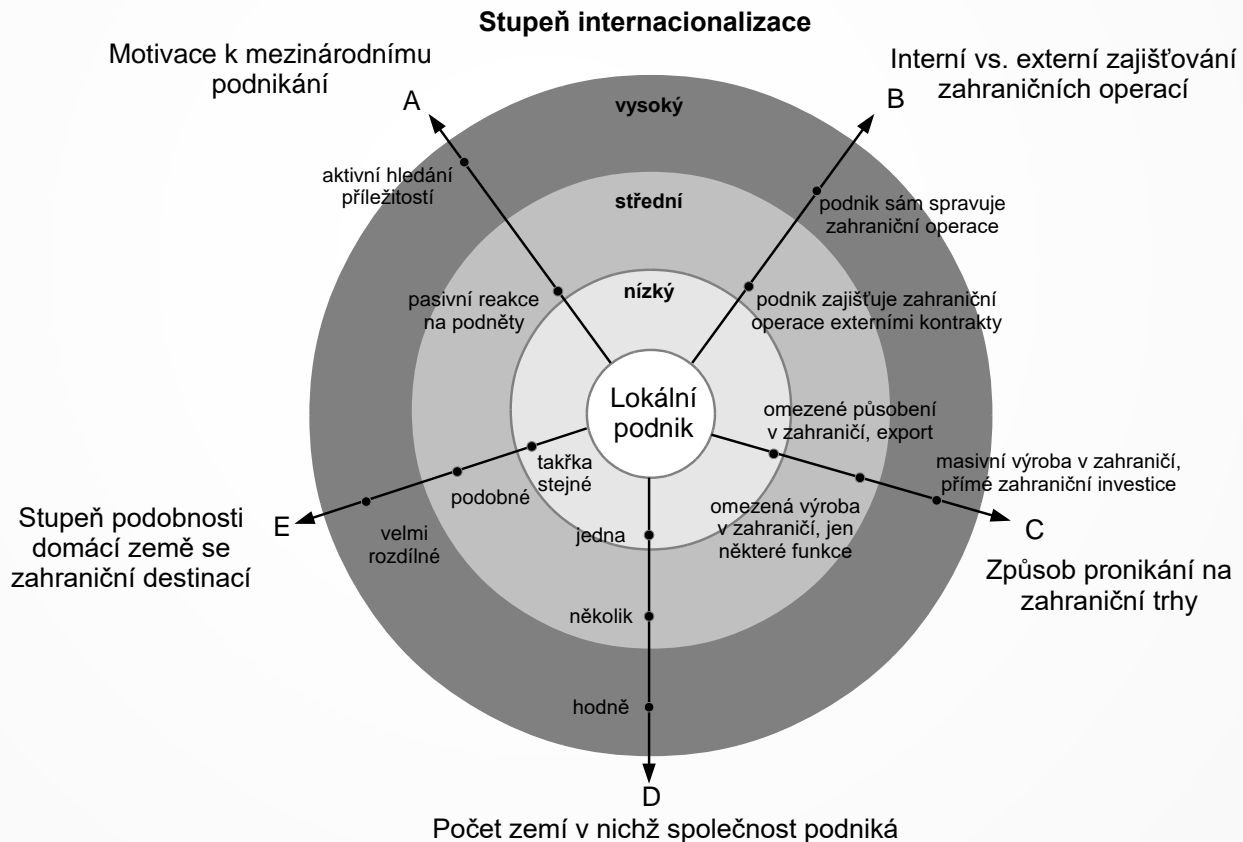 Stupeň internacionalizace
Motivace k mezinárodnímu
podnikání
A
Interní vs. externí zajišťování
zahraničních operací
B
vysoký
aktivní hledání
příležitostí
střední
podnik sám spravuje
zahraniční operace
nízký
pasivní reakce
na podněty
podnik zajišťuje zahraniční
operace externími kontrakty
Lokální
podnik
omezené působení
v zahraničí, export
masivní výroba v zahraničí,
přímé zahraniční investice
takřka
stejné
podobné
velmi
rozdílné
E
Stupeň podobnosti
domácí země se
zahraniční destinací
jedna
omezená výroba
v zahraničí, jen
některé funkce
C
Způsob pronikání na
zahraniční trhy
několik
hodně
D
Počet zemí v nichž společnost podniká